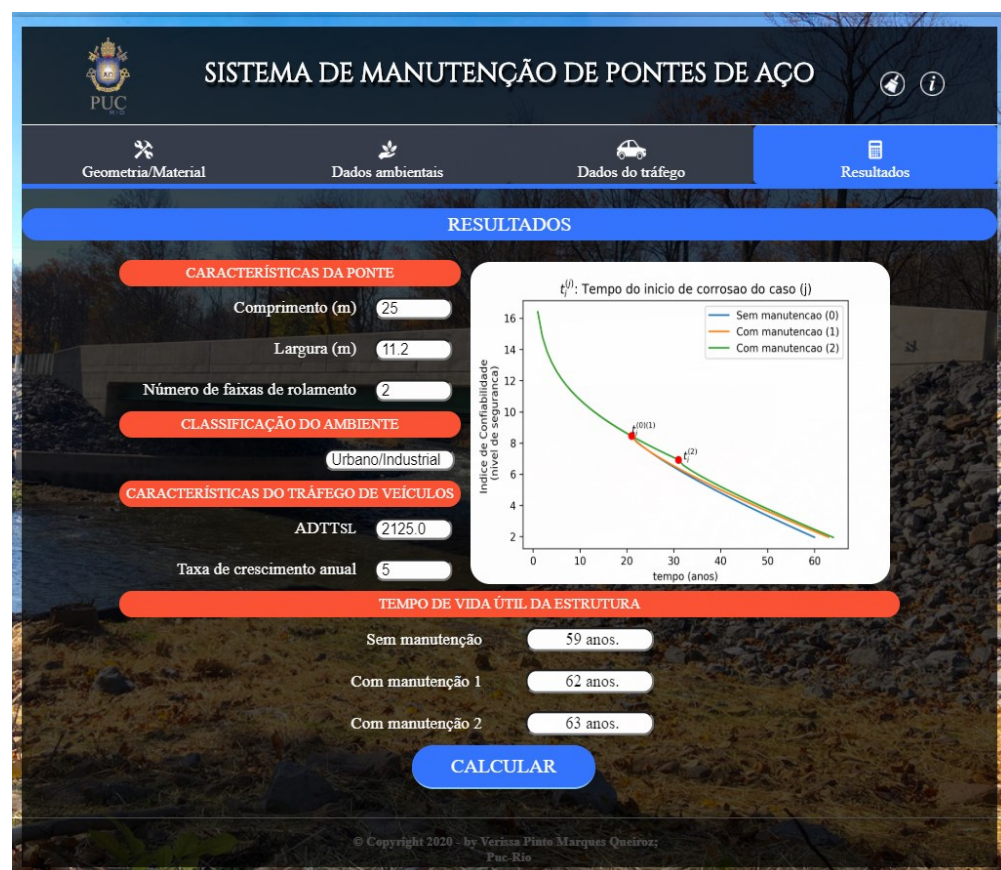 SISTEMA DE MANUTENÇÃO DE PONTES DE AÇO
PUC
RIO
i
Geometria/Material
Dados ambientais
Dados do tráfego
Resultados
RESULTADOS
CARACTERÍSTICAS DA PONTE
Comprimento (m) 25
Largura (m) 11.2
Número de faixas de rolamento 2
CLASSIFICAÇÃO DO AMBIENTE
Urbano/Industrial
CARACTERÍSTICAS DO TRÁFEGO DE VEÍCULOS
ADTTSL 2125.0
Taxa de crescimento anual 5
t_i^(j): Tempo do inicio de corrosao do caso (j)
Sem manutencao (0)
Com manutencao (1)
Com manutencao (2)
Indice de Confiabilidade
(nivel de seguranca)
16
14
12
10
8
6
4
2
t_i^(0)(1)
t_i^(2)
0 10 20 30 40 50 60
tempo (anos)
TEMPO DE VIDA ÚTIL DA ESTRUTURA
Sem manutenção 59 anos.
Com manutenção 1 62 anos.
Com manutenção 2 63 anos.
CALCULAR
© Copyright 2020 - by Verissa Pinto Marques Queiroz;
Puc-Rio